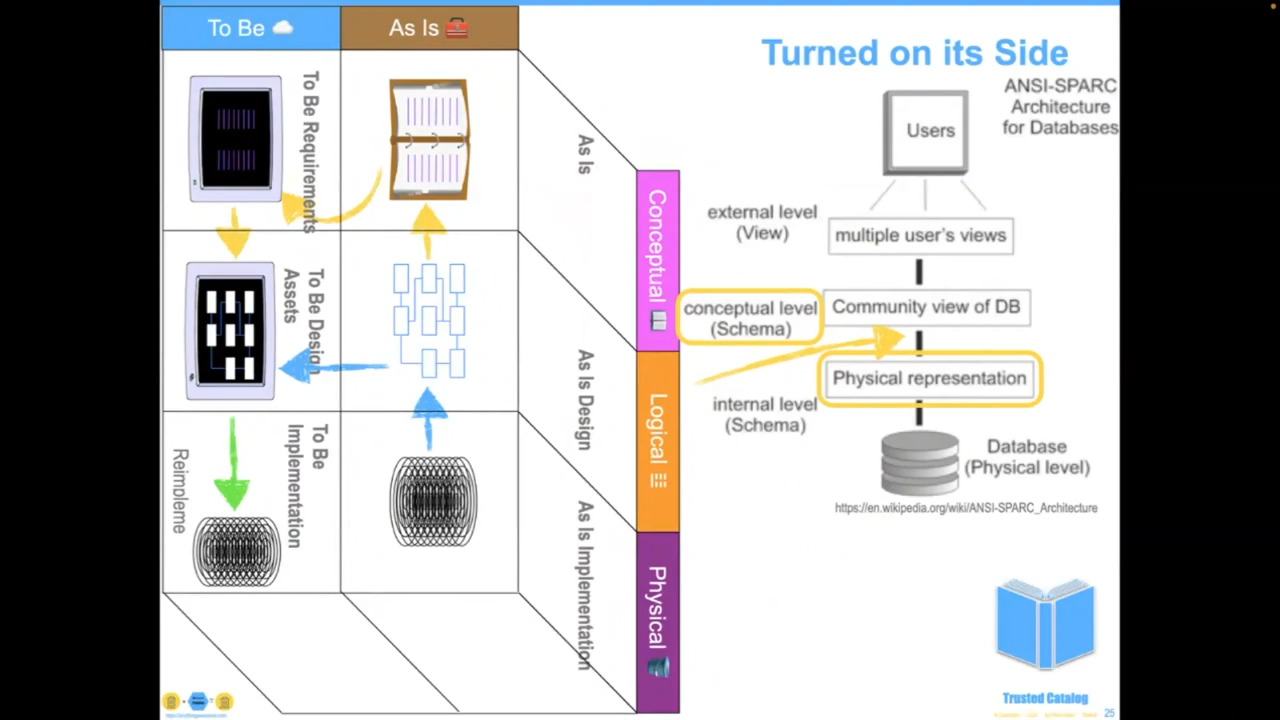 To Be
As Is
Turned on its Side
ANSI-SPARC
Architecture
for Databases
To Be Requirements
As Is
Users
Conceptual
external level
(View)
multiple user's views
To Be Design
Assets
conceptual level
(Schema)
Community view of DB
As Is Design
Logical
Physical representation
internal level
(Schema)
To Be
Implementation
Reimpleme
Database
(Physical level)
https://en.wikipedia.org/wiki/ANSI-SPARC_Architecture
As Is Implementation
Physical
Trusted Catalog
25